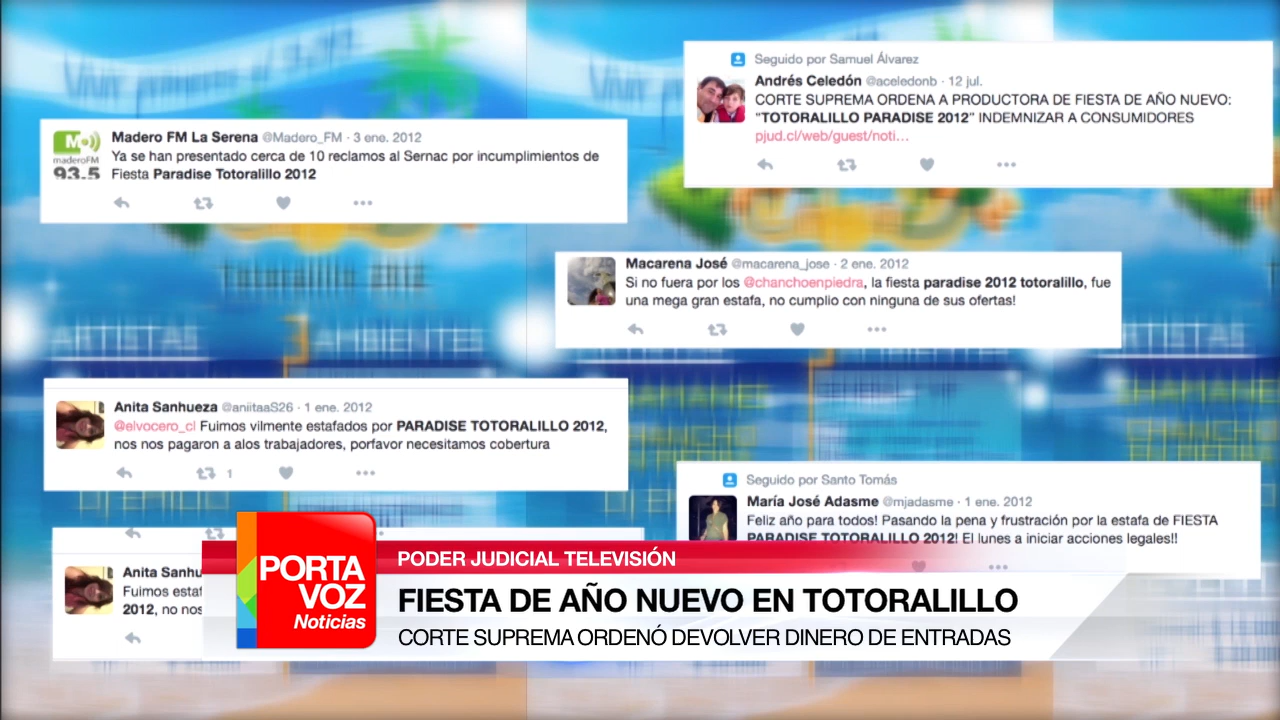 Vivir
Madero FM La Serena @Madero_FM · 3 ene. 2012
Ya se han presentado cerca de 10 reclamos al Sernac por incumplimientos de
Fiesta Paradise Totoralillo 2012
maderoFM
93.5
Seguido por Samuel Álvarez
Andrés Celedón @aceledonb · 12 jul.
CORTE SUPREMA ORDENA A PRODUCTORA DE FIESTA DE AÑO NUEVO:
"TOTORALILLO PARADISE 2012" INDEMNIZAR A CONSUMIDORES
pjud.cl/web/guest/noti…
Totoralillo 2012
Macarena José @macarena_jose · 2 ene. 2012
Si no fuera por los @chanchoenpiedra, la fiesta paradise 2012 totoralillo, fue
una mega gran estafa, no cumplio con ninguna de sus ofertas!
ARTISTAS
3 AMBIENTES
ARTISTAS
Anita Sanhueza @aniitaaS26 · 1 ene. 2012
@elvocero_cl Fuimos vilmente estafados por PARADISE TOTORALILLO 2012,
nos nos pagaron a alos trabajadores, porfavor necesitamos cobertura
1
Seguido por Santo Tomás
María José Adasme @mjadasme · 1 ene. 2012
Feliz año para todos! Pasando la pena y frustración por la estafa de FIESTA
PARADISE TOTORALILLO 2012! El lunes a iniciar acciones legales!!
Anita Sanhu
Fuimos estaf
2012, no nos
PORTA
VOZ
Noticias
PODER JUDICIAL TELEVISIÓN
FIESTA DE AÑO NUEVO EN TOTORALILLO
CORTE SUPREMA ORDENÓ DEVOLVER DINERO DE ENTRADAS